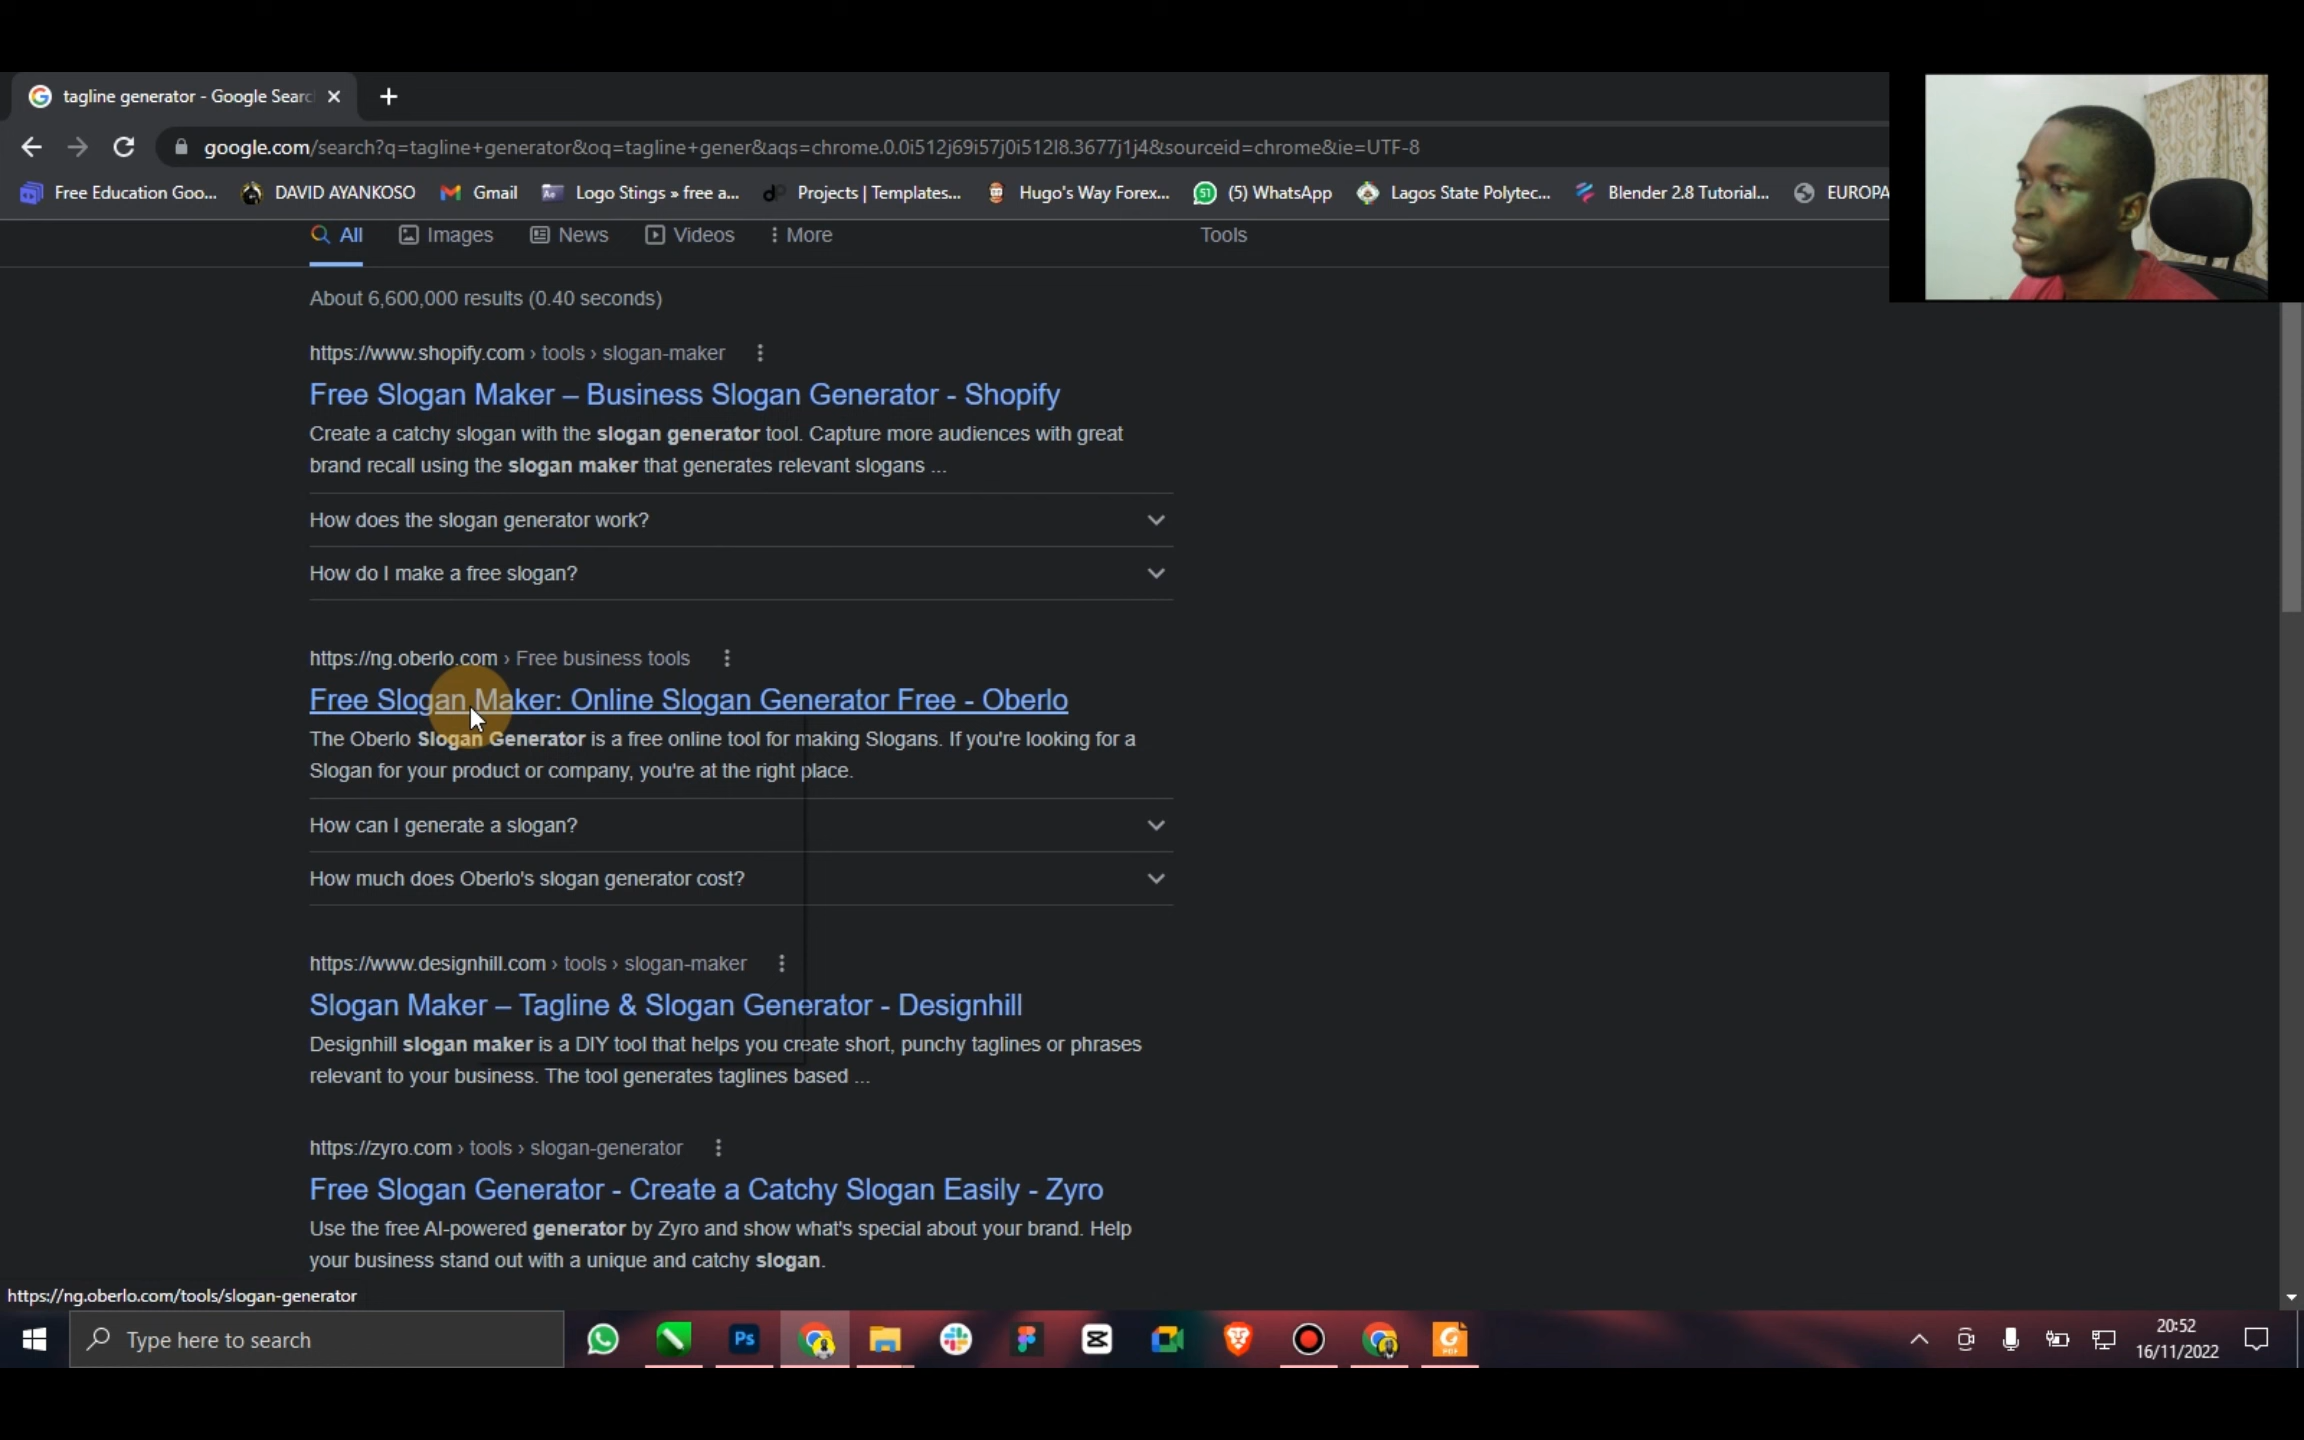 tagline generator - Google Searc
google.com/search?q=tagline+generator&oq=tagline+gener&aqs=chrome.0.0i512j69i57j0i512l8.3677j1j4&sourceid=chrome&ie=UTF-8
Free Education Goo... DAVID AYANKOSO Gmail Logo Stings » free a... Projects | Templates... Hugo's Way Forex... (5) WhatsApp Lagos State Polytec... Blender 2.8 Tutorial... EUROPA
All Images News Videos More Tools
About 6,600,000 results (0.40 seconds)
https://www.shopify.com › tools › slogan-maker
Free Slogan Maker – Business Slogan Generator - Shopify
Create a catchy slogan with the slogan generator tool. Capture more audiences with great
brand recall using the slogan maker that generates relevant slogans ...
How does the slogan generator work?
How do I make a free slogan?
https://ng.oberlo.com › Free business tools
Free Slogan Maker: Online Slogan Generator Free - Oberlo
The Oberlo Slogan Generator is a free online tool for making Slogans. If you're looking for a
Slogan for your product or company, you're at the right place.
How can I generate a slogan?
How much does Oberlo's slogan generator cost?
https://www.designhill.com › tools › slogan-maker
Slogan Maker – Tagline & Slogan Generator - Designhill
Designhill slogan maker is a DIY tool that helps you create short, punchy taglines or phrases
relevant to your business. The tool generates taglines based ...
https://zyro.com › tools › slogan-generator
Free Slogan Generator - Create a Catchy Slogan Easily - Zyro
Use the free AI-powered generator by Zyro and show what's special about your brand. Help
your business stand out with a unique and catchy slogan.
https://ng.oberlo.com/tools/slogan-generator
Type here to search
Ps
PDF
20:52
16/11/2022